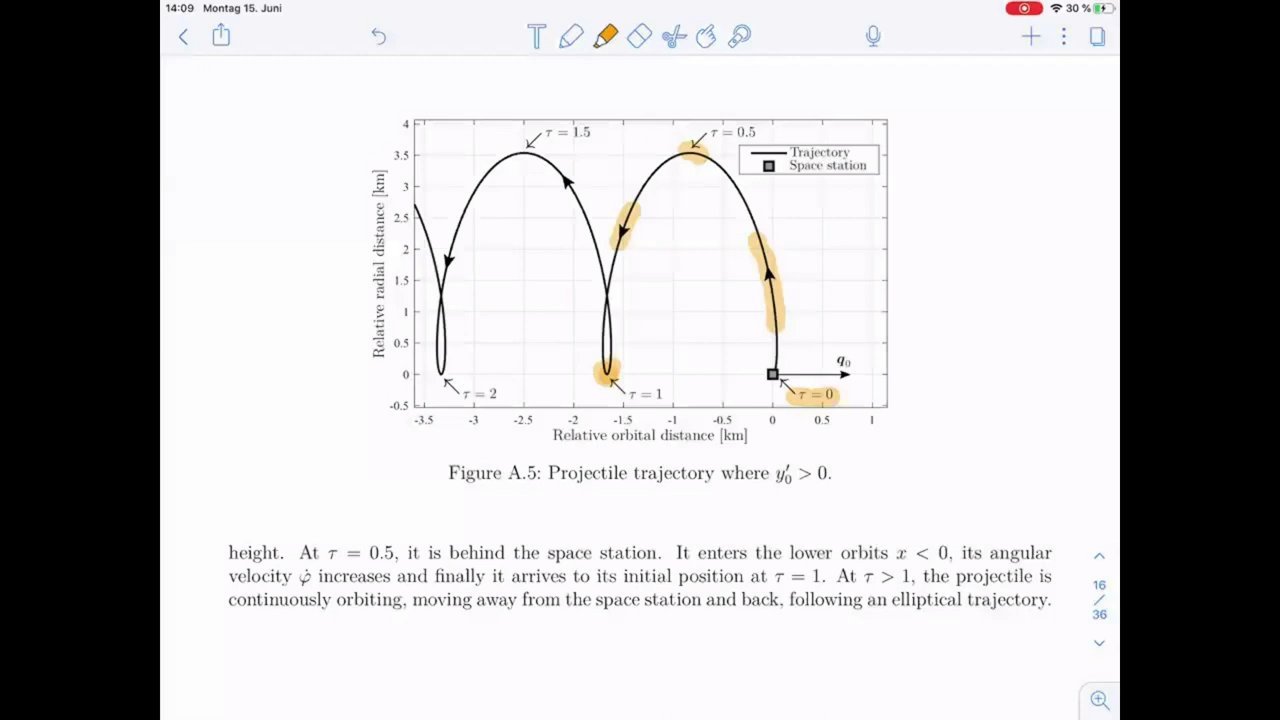 14:09 Montag 15. Juni
30 %
4
3.5
3
2.5
2
1.5
1
0.5
0
-0.5
Relative radial distance [km]
τ = 1.5
τ = 0.5
Trajectory
Space station
q₀
τ = 2
τ = 1
τ = 0
-3.5 -3 -2.5 -2 -1.5 -1 -0.5 0 0.5 1
Relative orbital distance [km]
Figure A.5: Projectile trajectory where y′₀ > 0.
height. At τ = 0.5, it is behind the space station. It enters the lower orbits x < 0, its angular
velocity φ̇ increases and finally it arrives to its initial position at τ = 1. At τ > 1, the projectile is
continuously orbiting, moving away from the space station and back, following an elliptical trajectory.
16
/
36